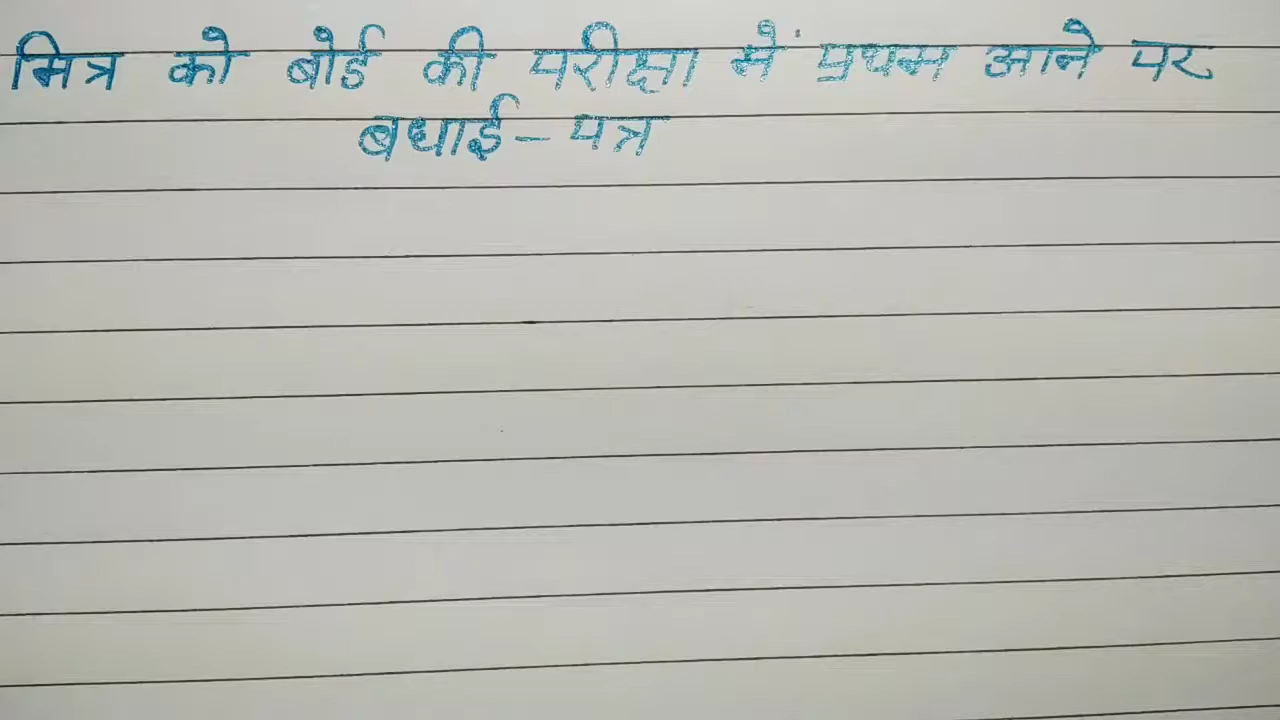 मित्र को बोर्ड की परीक्षा में प्रथम आने पर
बधाई - पत्र